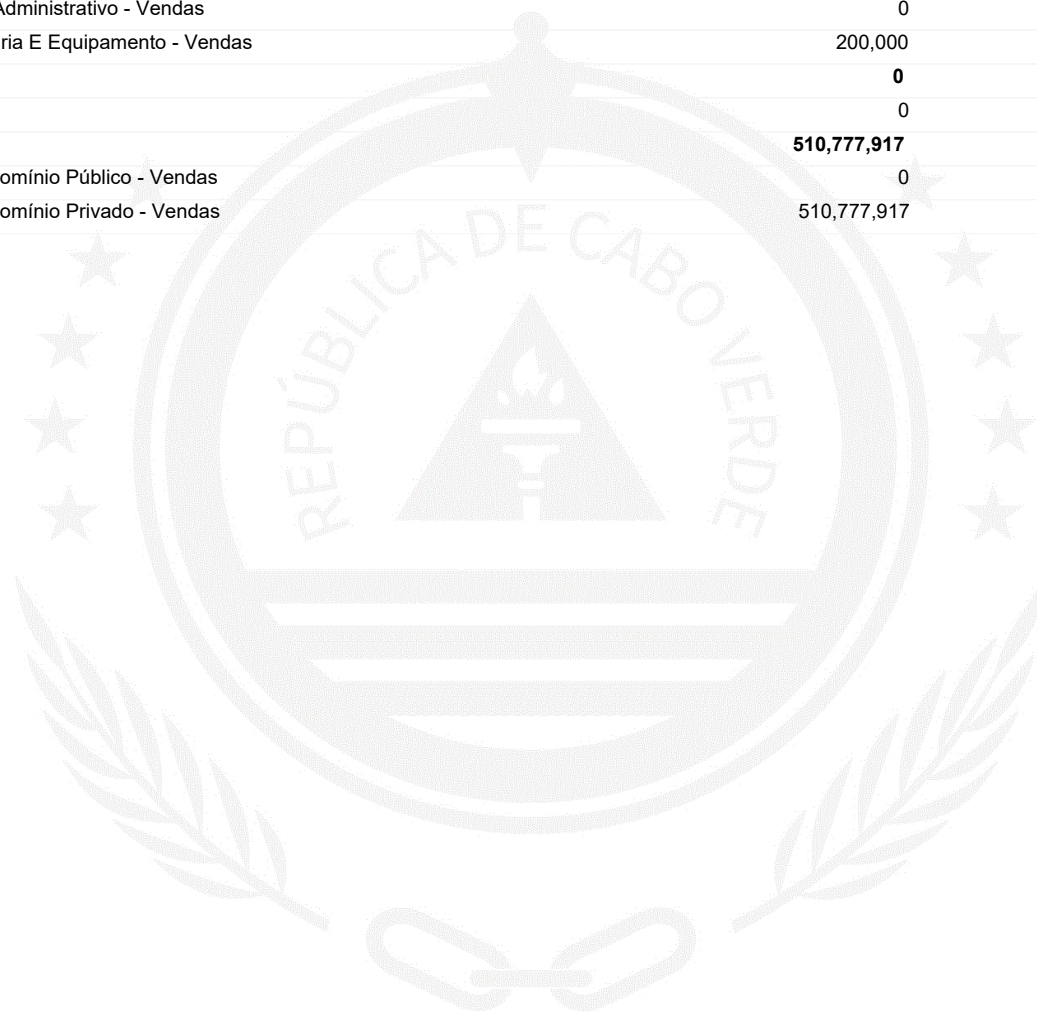 Administrativo - Vendas 0
ria E Equipamento - Vendas 200,000
0
0
510,777,917
omínio Público - Vendas 0
omínio Privado - Vendas 510,777,917
REPÚBLICA DE CABO VERDE